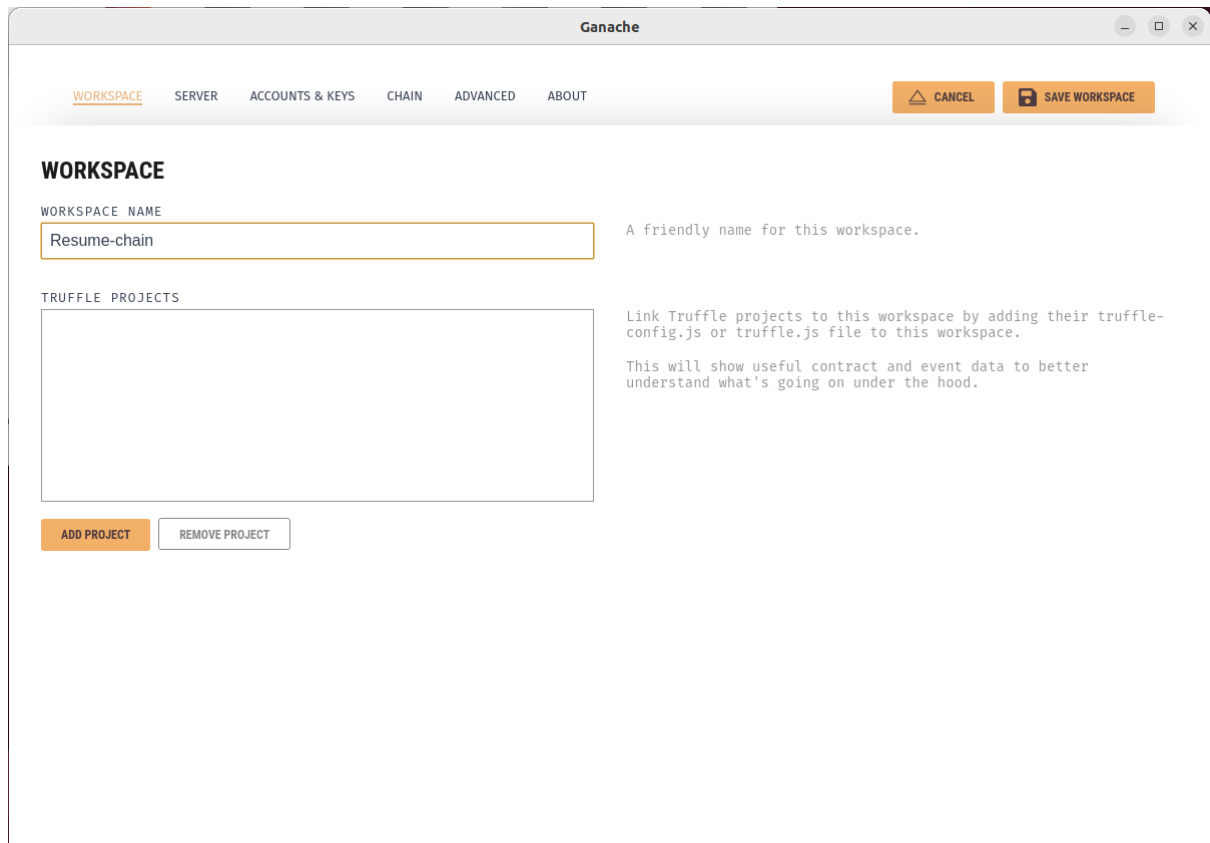 Ganache
WORKSPACE SERVER ACCOUNTS & KEYS CHAIN ADVANCED ABOUT CANCEL SAVE WORKSPACE
WORKSPACE
WORKSPACE NAME
Resume-chain
A friendly name for this workspace.
TRUFFLE PROJECTS
Link Truffle projects to this workspace by adding their truffle-
config.js or truffle.js file to this workspace.
This will show useful contract and event data to better
understand what's going on under the hood.
ADD PROJECT REMOVE PROJECT